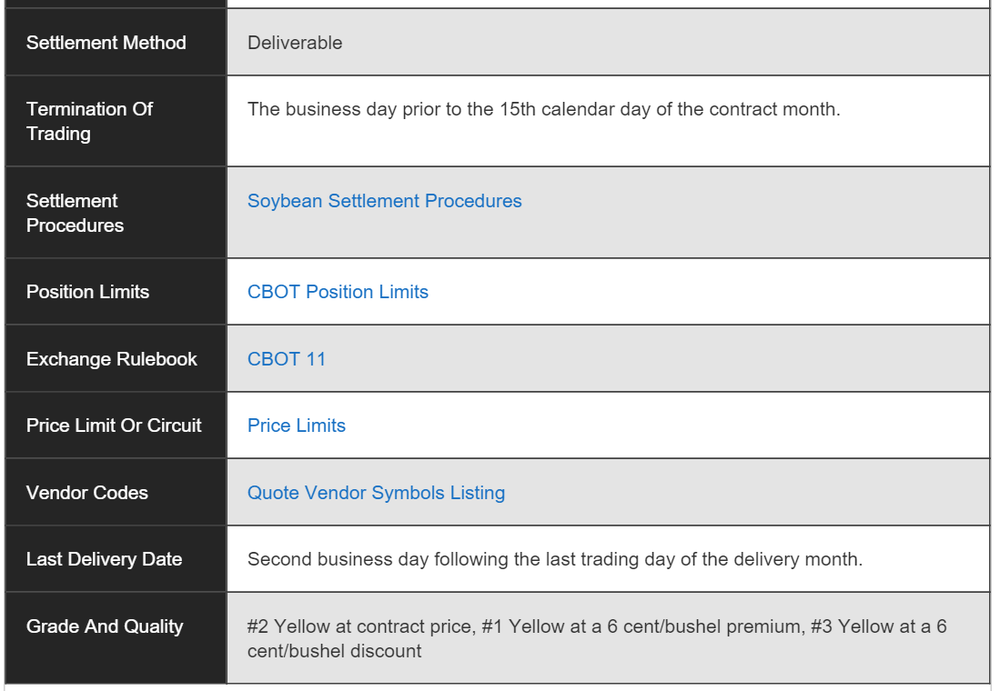 Settlement Method
Deliverable
Termination Of
Trading
The business day prior to the 15th calendar day of the contract month.
Settlement
Procedures
Soybean Settlement Procedures
Position Limits
CBOT Position Limits
Exchange Rulebook
CBOT 11
Price Limit Or Circuit
Price Limits
Vendor Codes
Quote Vendor Symbols Listing
Last Delivery Date
Second business day following the last trading day of the delivery month.
Grade And Quality
#2 Yellow at contract price, #1 Yellow at a 6 cent/bushel premium, #3 Yellow at a 6
cent/bushel discount